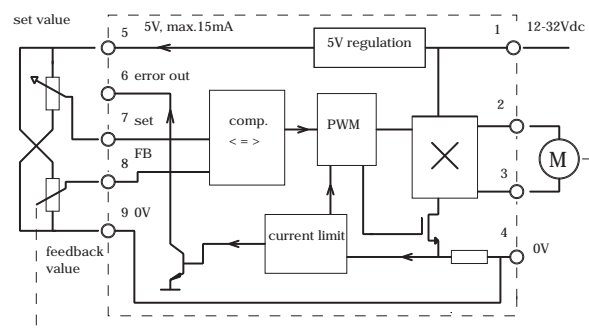 set value
5
5V, max.15mA
1
12-32Vdc
5V regulation
6 error out
7 set
comp.
< = >
PWM
2
M
8
FB
3
9 0V
feedback
value
current limit
4
0V